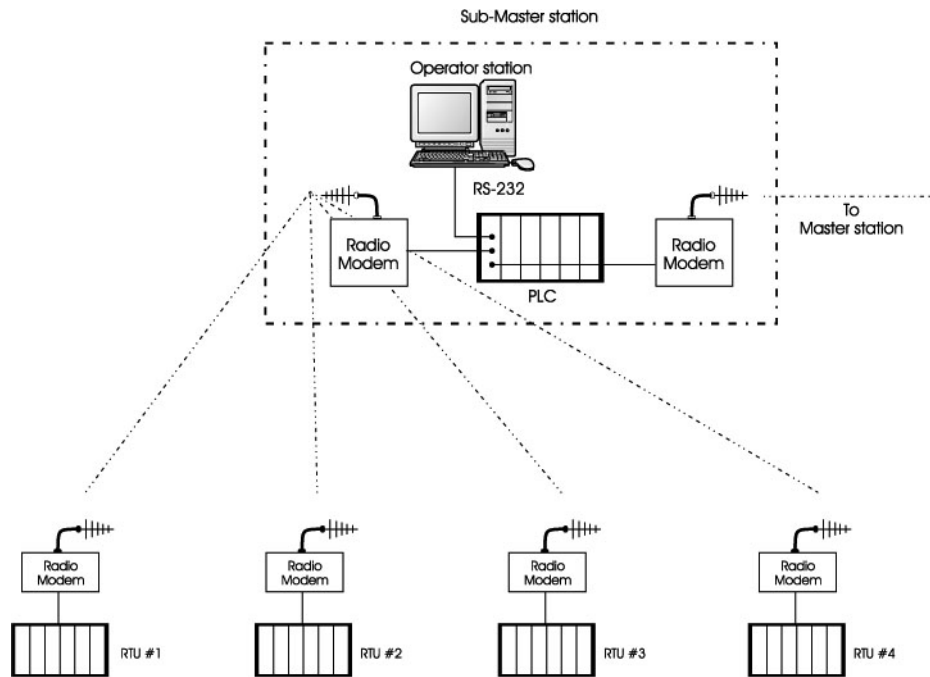 Sub-Master station
Operator station
RS-232
Radio
Modem
PLC
Radio
Modem
To
Master station
Radio
Modem
RTU #1
Radio
Modem
RTU #2
Radio
Modem
RTU #3
Radio
Modem
RTU #4